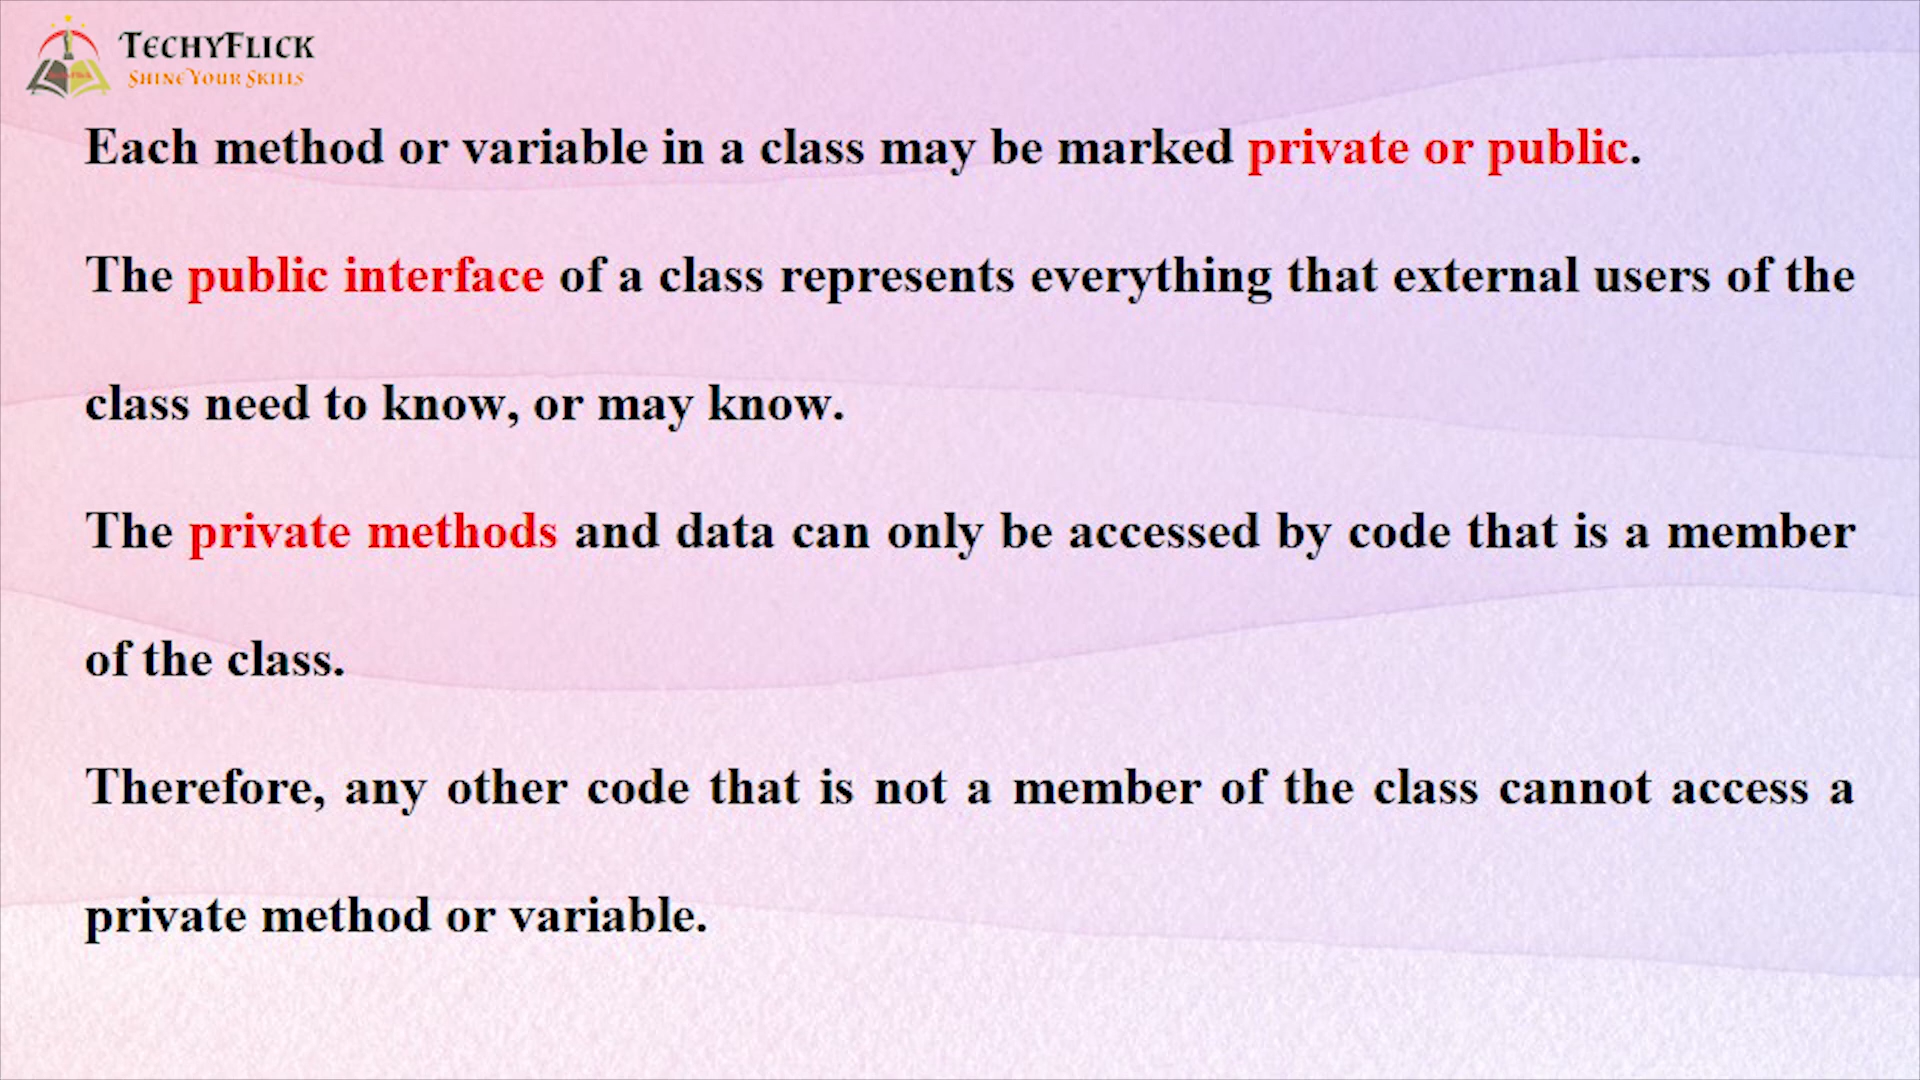 TECHYFLICK
SHINE YOUR SKILLS
Each method or variable in a class may be marked private or public.
The public interface of a class represents everything that external users of the
class need to know, or may know.
The private methods and data can only be accessed by code that is a member
of the class.
Therefore, any other code that is not a member of the class cannot access a
private method or variable.